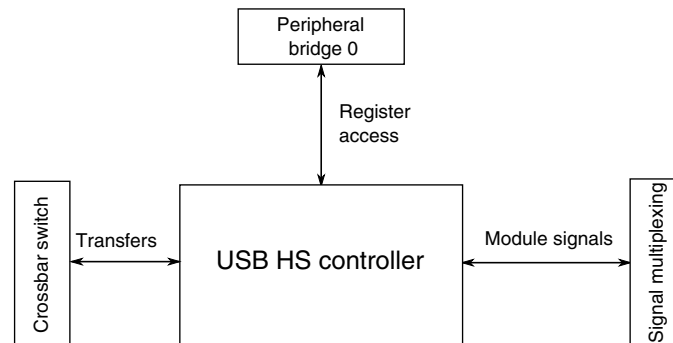 Peripheral
bridge 0
Register
access
Crossbar switch
Transfers
USB HS controller
Module signals
Signal multiplexing